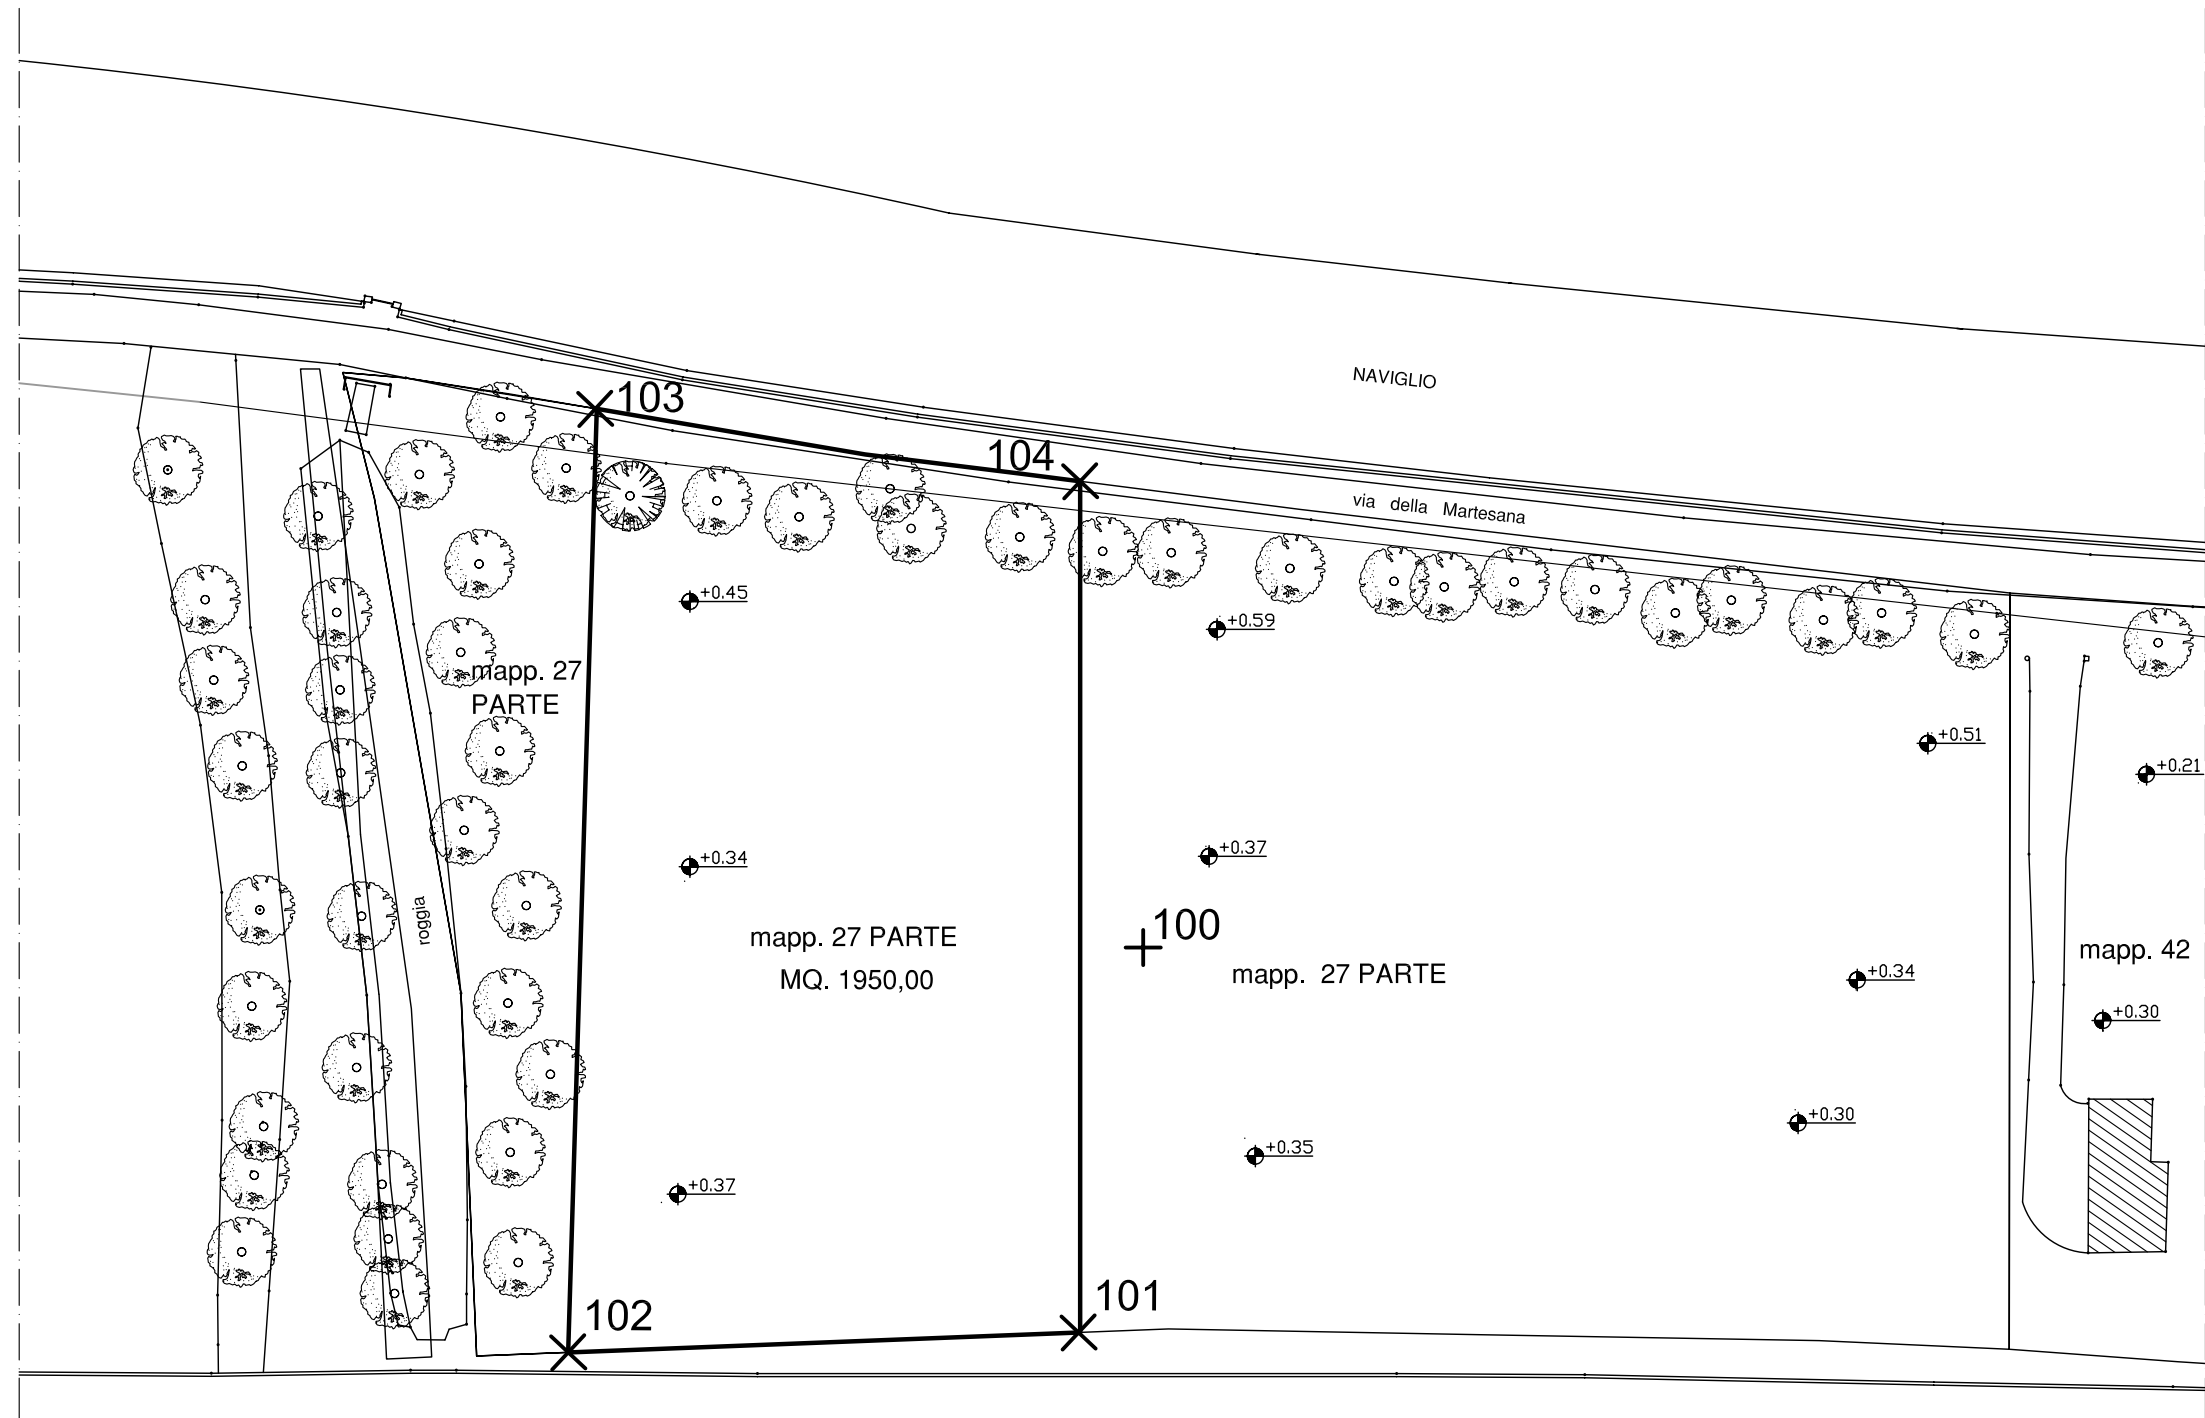 NAVIGLIO
103
104
via della Martesana
+0.45
+0.59
mapp. 27
PARTE
+0.51
+0.21
+0.34
+0.37
roggia
100
mapp. 27 PARTE
MQ. 1950,00
mapp. 27 PARTE
+0.34
mapp. 42
+0.30
+0.30
+0.35
+0.37
101
102